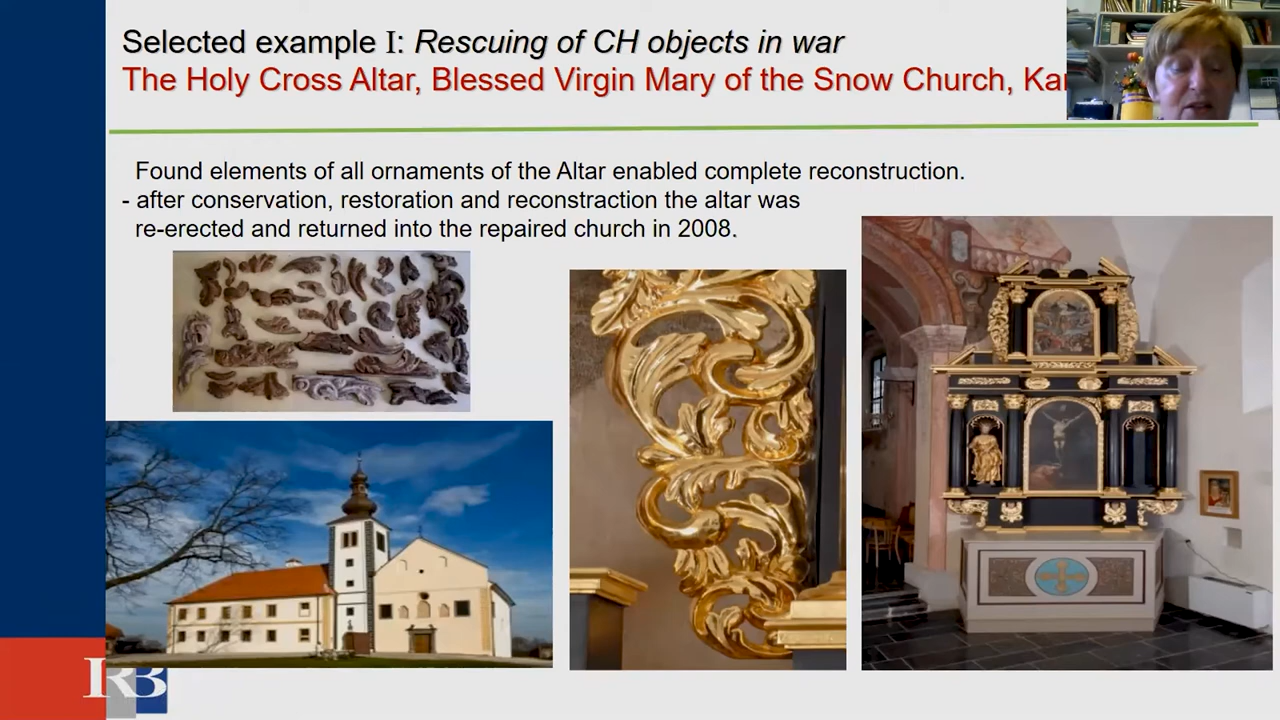 Selected example I: Rescuing of CH objects in war
The Holy Cross Altar, Blessed Virgin Mary of the Snow Church,
Found elements of all ornaments of the Altar enabled complete reconstruction.
- after conservation, restoration and reconstraction the altar was
re-erected and returned into the repaired church in 2008.
IRB